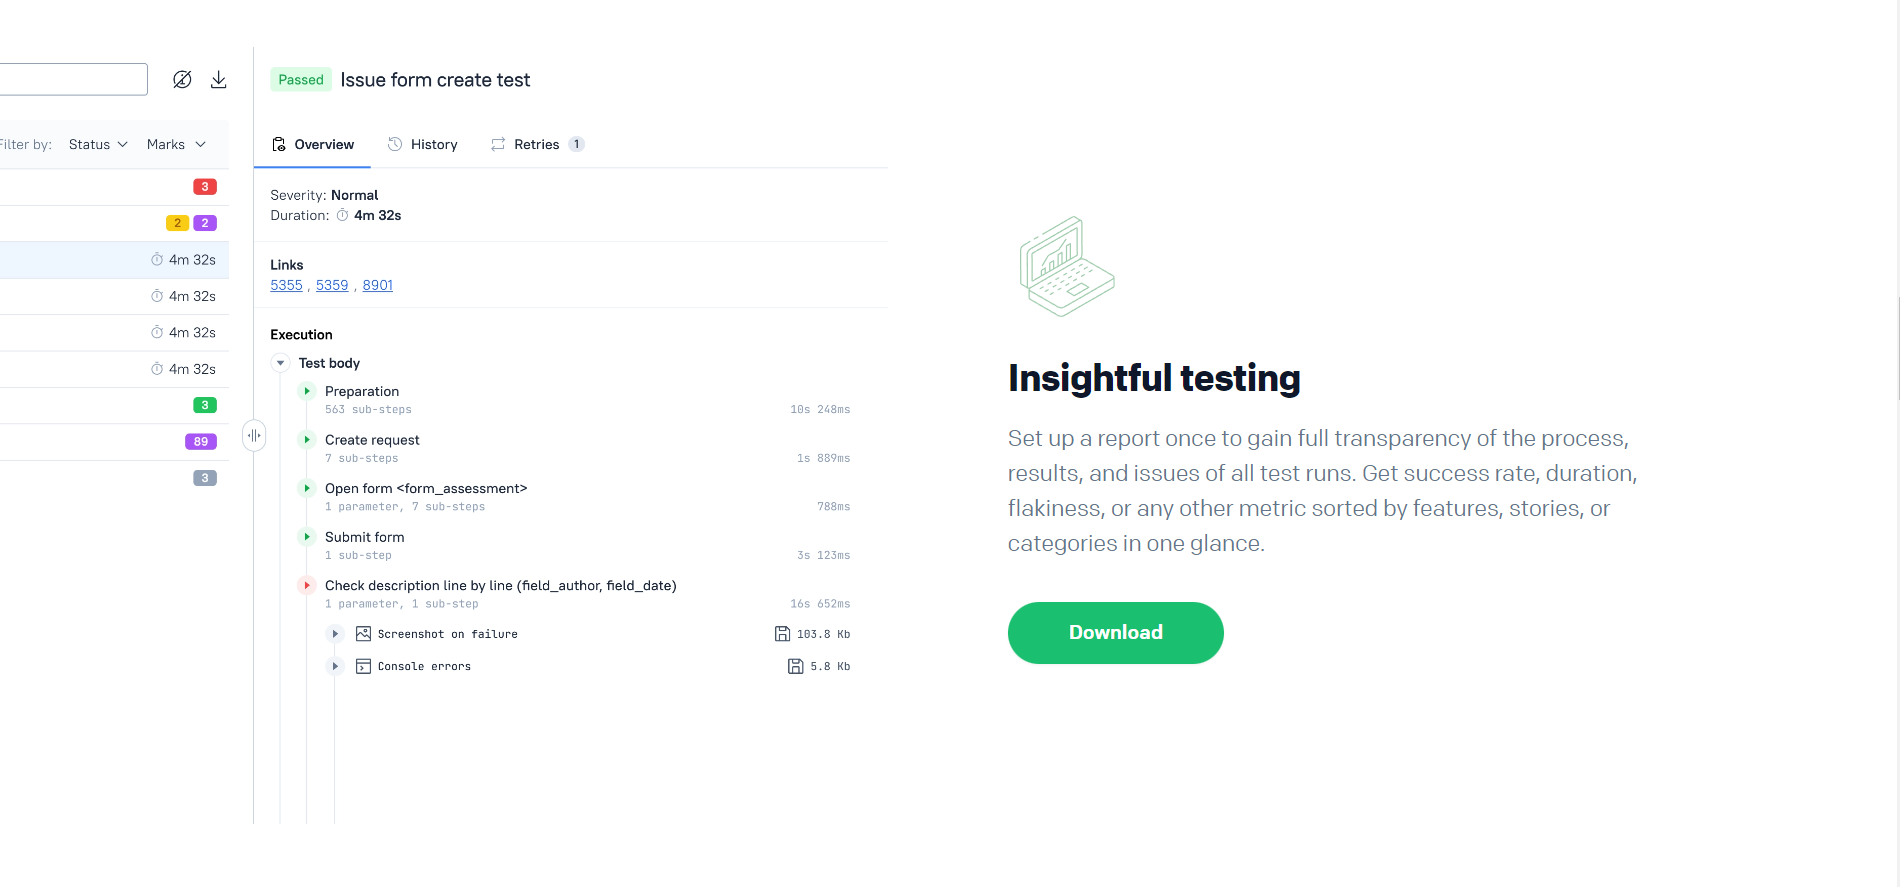 Filter by: Status Marks
3
2 2
4m 32s
4m 32s
4m 32s
4m 32s
3
89
3
Passed Issue form create test
Overview History Retries 1
Severity: Normal
Duration: 4m 32s
Links
5355 , 5359 , 8901
Execution
Test body
Preparation
563 sub-steps 10s 248ms
Create request
7 sub-steps 1s 889ms
Open form <form_assessment>
1 parameter, 7 sub-steps 788ms
Submit form
1 sub-step 3s 123ms
Check description line by line (field_author, field_date)
1 parameter, 1 sub-step 16s 652ms
Screenshot on failure 103.8 Kb
Console errors 5.8 Kb
Insightful testing
Set up a report once to gain full transparency of the process,
results, and issues of all test runs. Get success rate, duration,
flakiness, or any other metric sorted by features, stories, or
categories in one glance.
Download